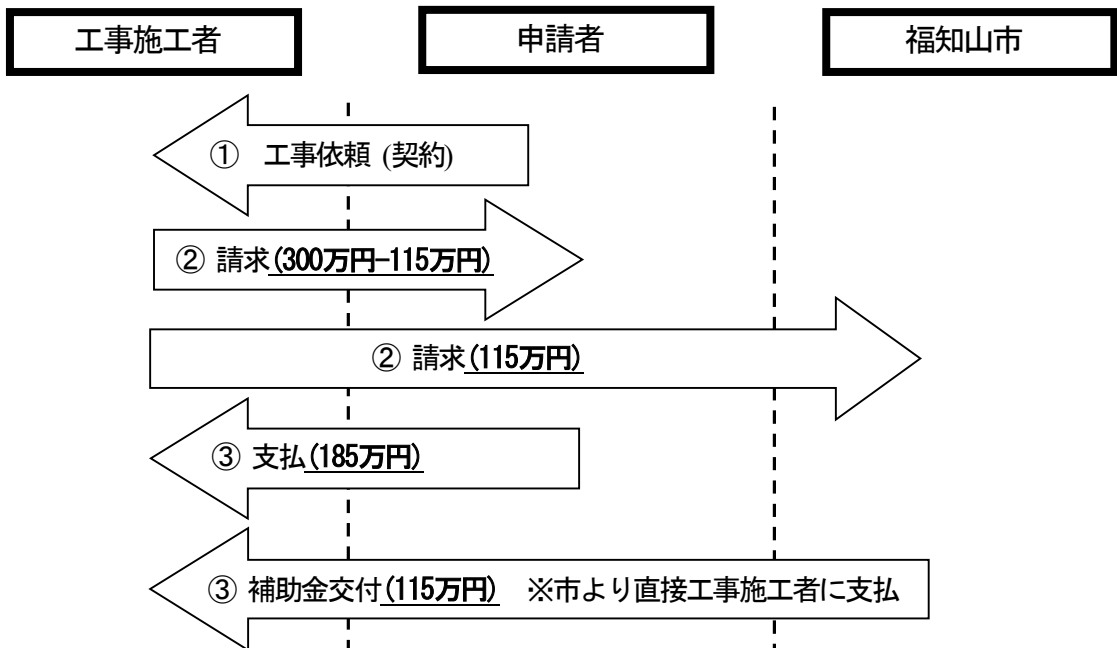 工事施工者
申請者
福知山市
① 工事依頼 (契約)
② 請求(300万円-115万円)
② 請求(115万円)
③ 支払(185万円)
③ 補助金交付(115万円) ※市より直接工事施工者に支払